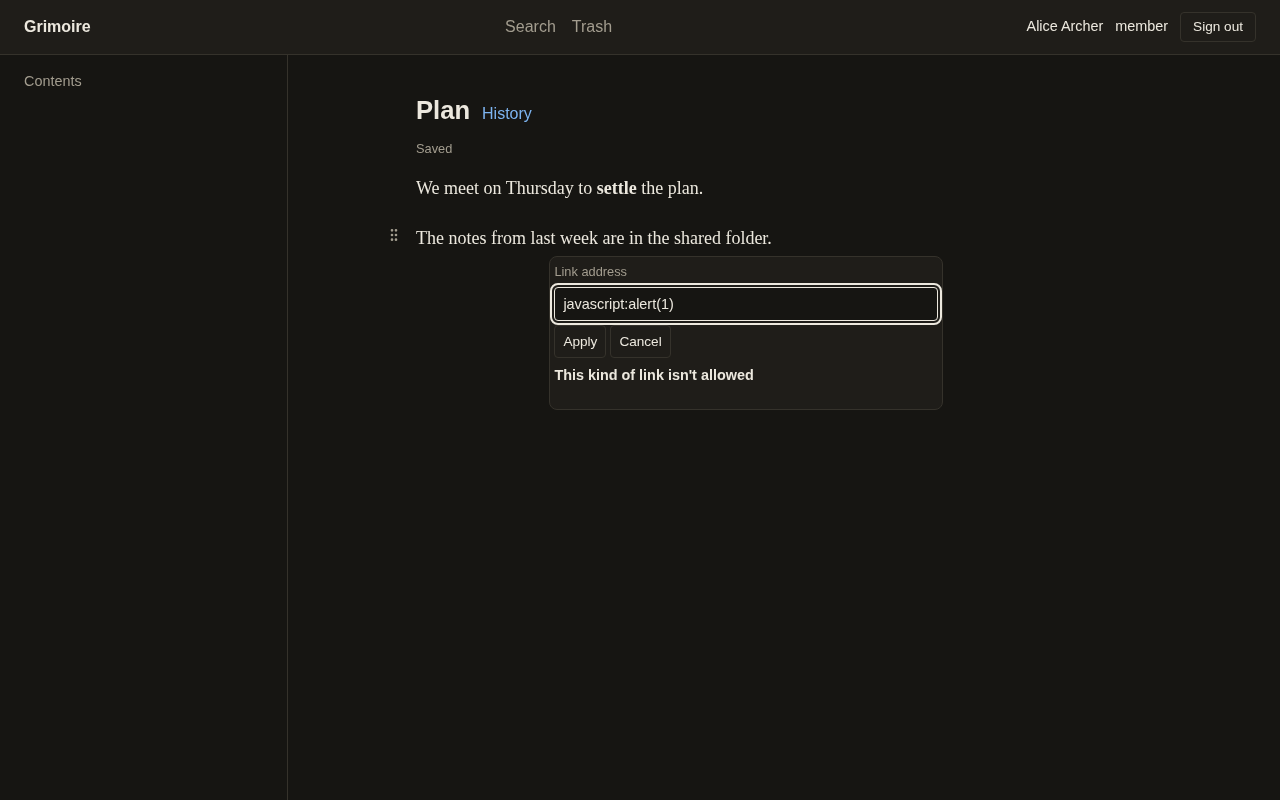 Grimoire
Search Trash
Alice Archer member Sign out
Contents
Plan History
Saved
We meet on Thursday to settle the plan.
The notes from last week are in the shared folder.
Link address
javascript:alert(1)
Apply Cancel
This kind of link isn't allowed